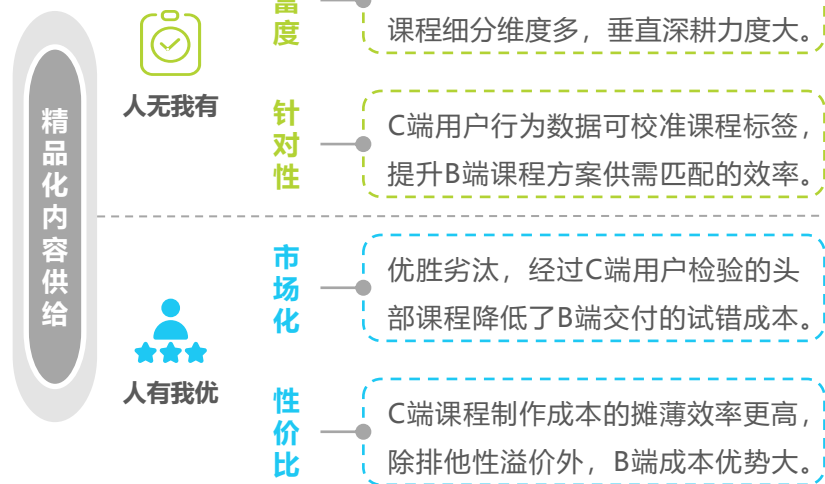 精品化内容供给
人无我有
度
课程细分维度多，垂直深耕力度大。
针对性
C端用户行为数据可校准课程标签，
提升B端课程方案供需匹配的效率。
人有我优
市场化
优胜劣汰，经过C端用户检验的头
部课程降低了B端交付的试错成本。
性价比
C端课程制作成本的摊薄效率更高，
除排他性溢价外，B端成本优势大。